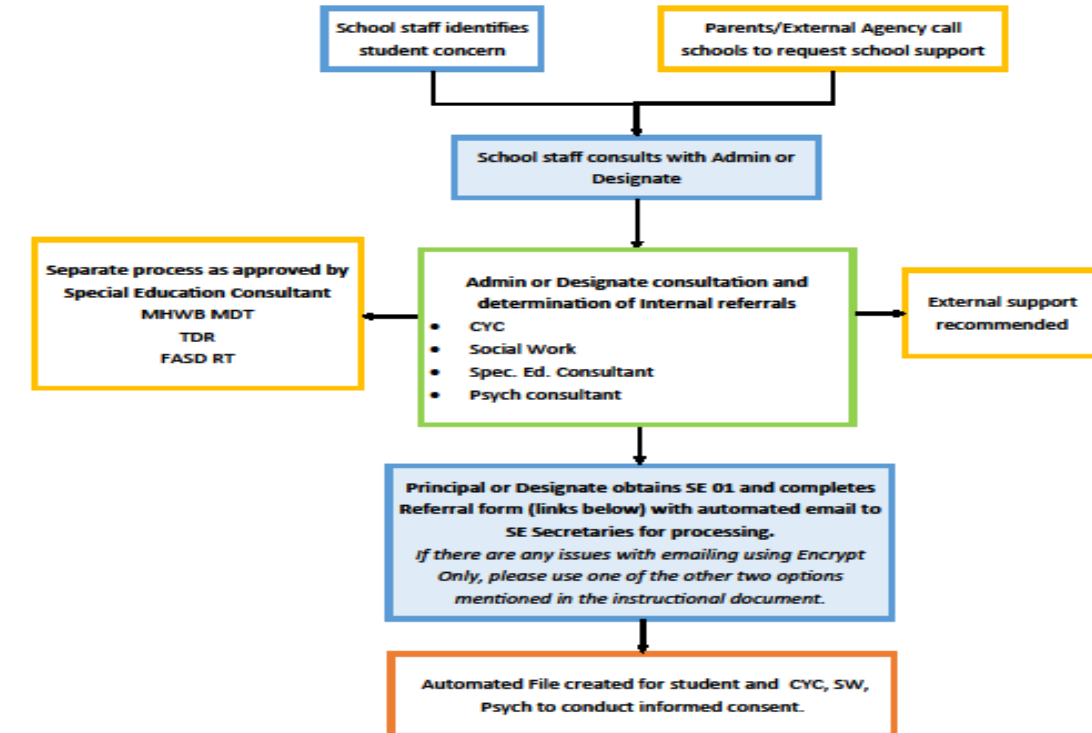 School staff identifies
student concern
Parents/External Agency call
schools to request school support
School staff consults with Admin or
Designate
Separate process as approved by
Special Education Consultant
MHWB MDT
TDR
FASD RT
Admin or Designate consultation and
determination of Internal referrals
• CYC
• Social Work
• Spec. Ed. Consultant
• Psych consultant
External support
recommended
Principal or Designate obtains SE 01 and completes
Referral form (links below) with automated email to
SE Secretaries for processing.
If there are any issues with emailing using Encrypt
Only, please use one of the other two options
mentioned in the instructional document.
Automated File created for student and CYC, SW,
Psych to conduct informed consent.